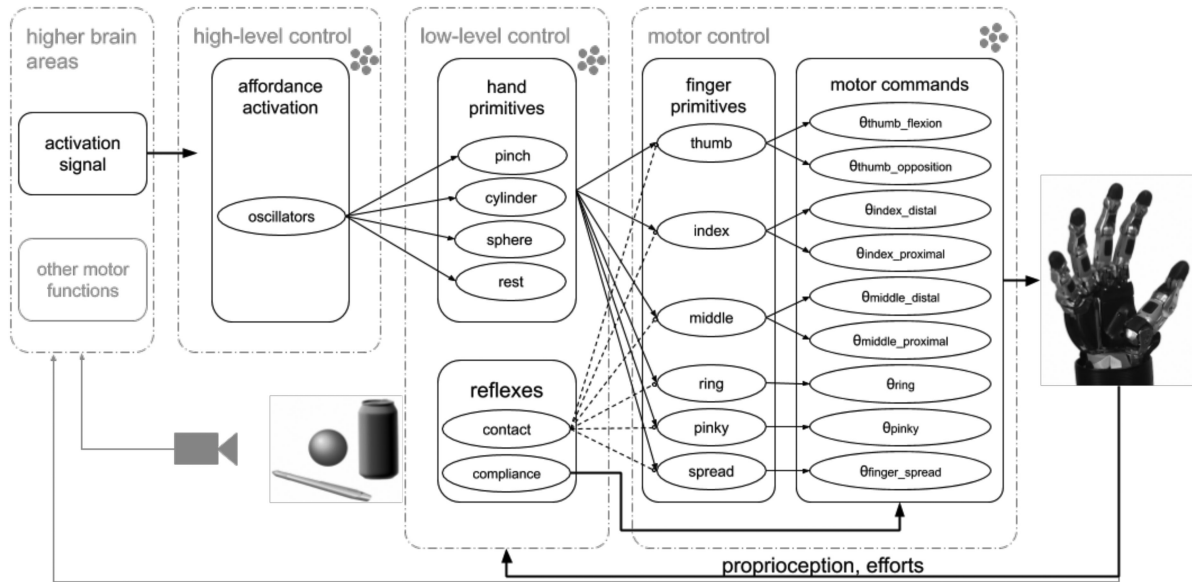 higher brain
areas
activation
signal
other motor
functions
high-level control
affordance
activation
oscillators
low-level control
hand
primitives
pinch
cylinder
sphere
rest
reflexes
contact
compliance
motor control
finger
primitives
thumb
index
middle
ring
pinky
spread
motor commands
θthumb_flexion
θthumb_opposition
θindex_distal
θindex_proximal
θmiddle_distal
θmiddle_proximal
θring
θpinky
θfinger_spread
proprioception, efforts